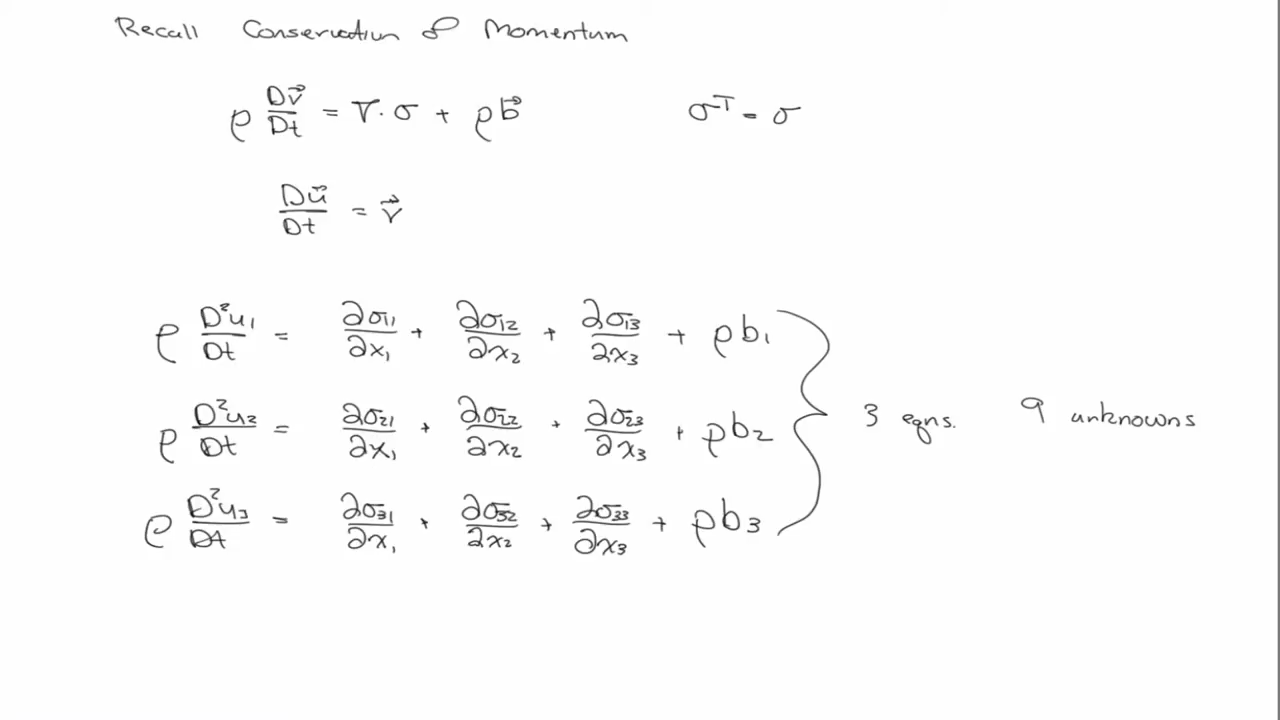 Recall Conservation of Momentum
ρ Dv⃗/Dt = ∇·σ + ρb⃗ σᵀ = σ
Du⃗/Dt = v⃗
ρ D²u₁/Dt = ∂σ₁₁/∂x₁ + ∂σ₁₂/∂x₂ + ∂σ₁₃/∂x₃ + ρb₁
ρ D²u₂/Dt = ∂σ₂₁/∂x₁ + ∂σ₂₂/∂x₂ + ∂σ₂₃/∂x₃ + ρb₂ } 3 eqns. 9 unknowns
ρ D²u₃/Dt = ∂σ₃₁/∂x₁ + ∂σ₃₂/∂x₂ + ∂σ₃₃/∂x₃ + ρb₃